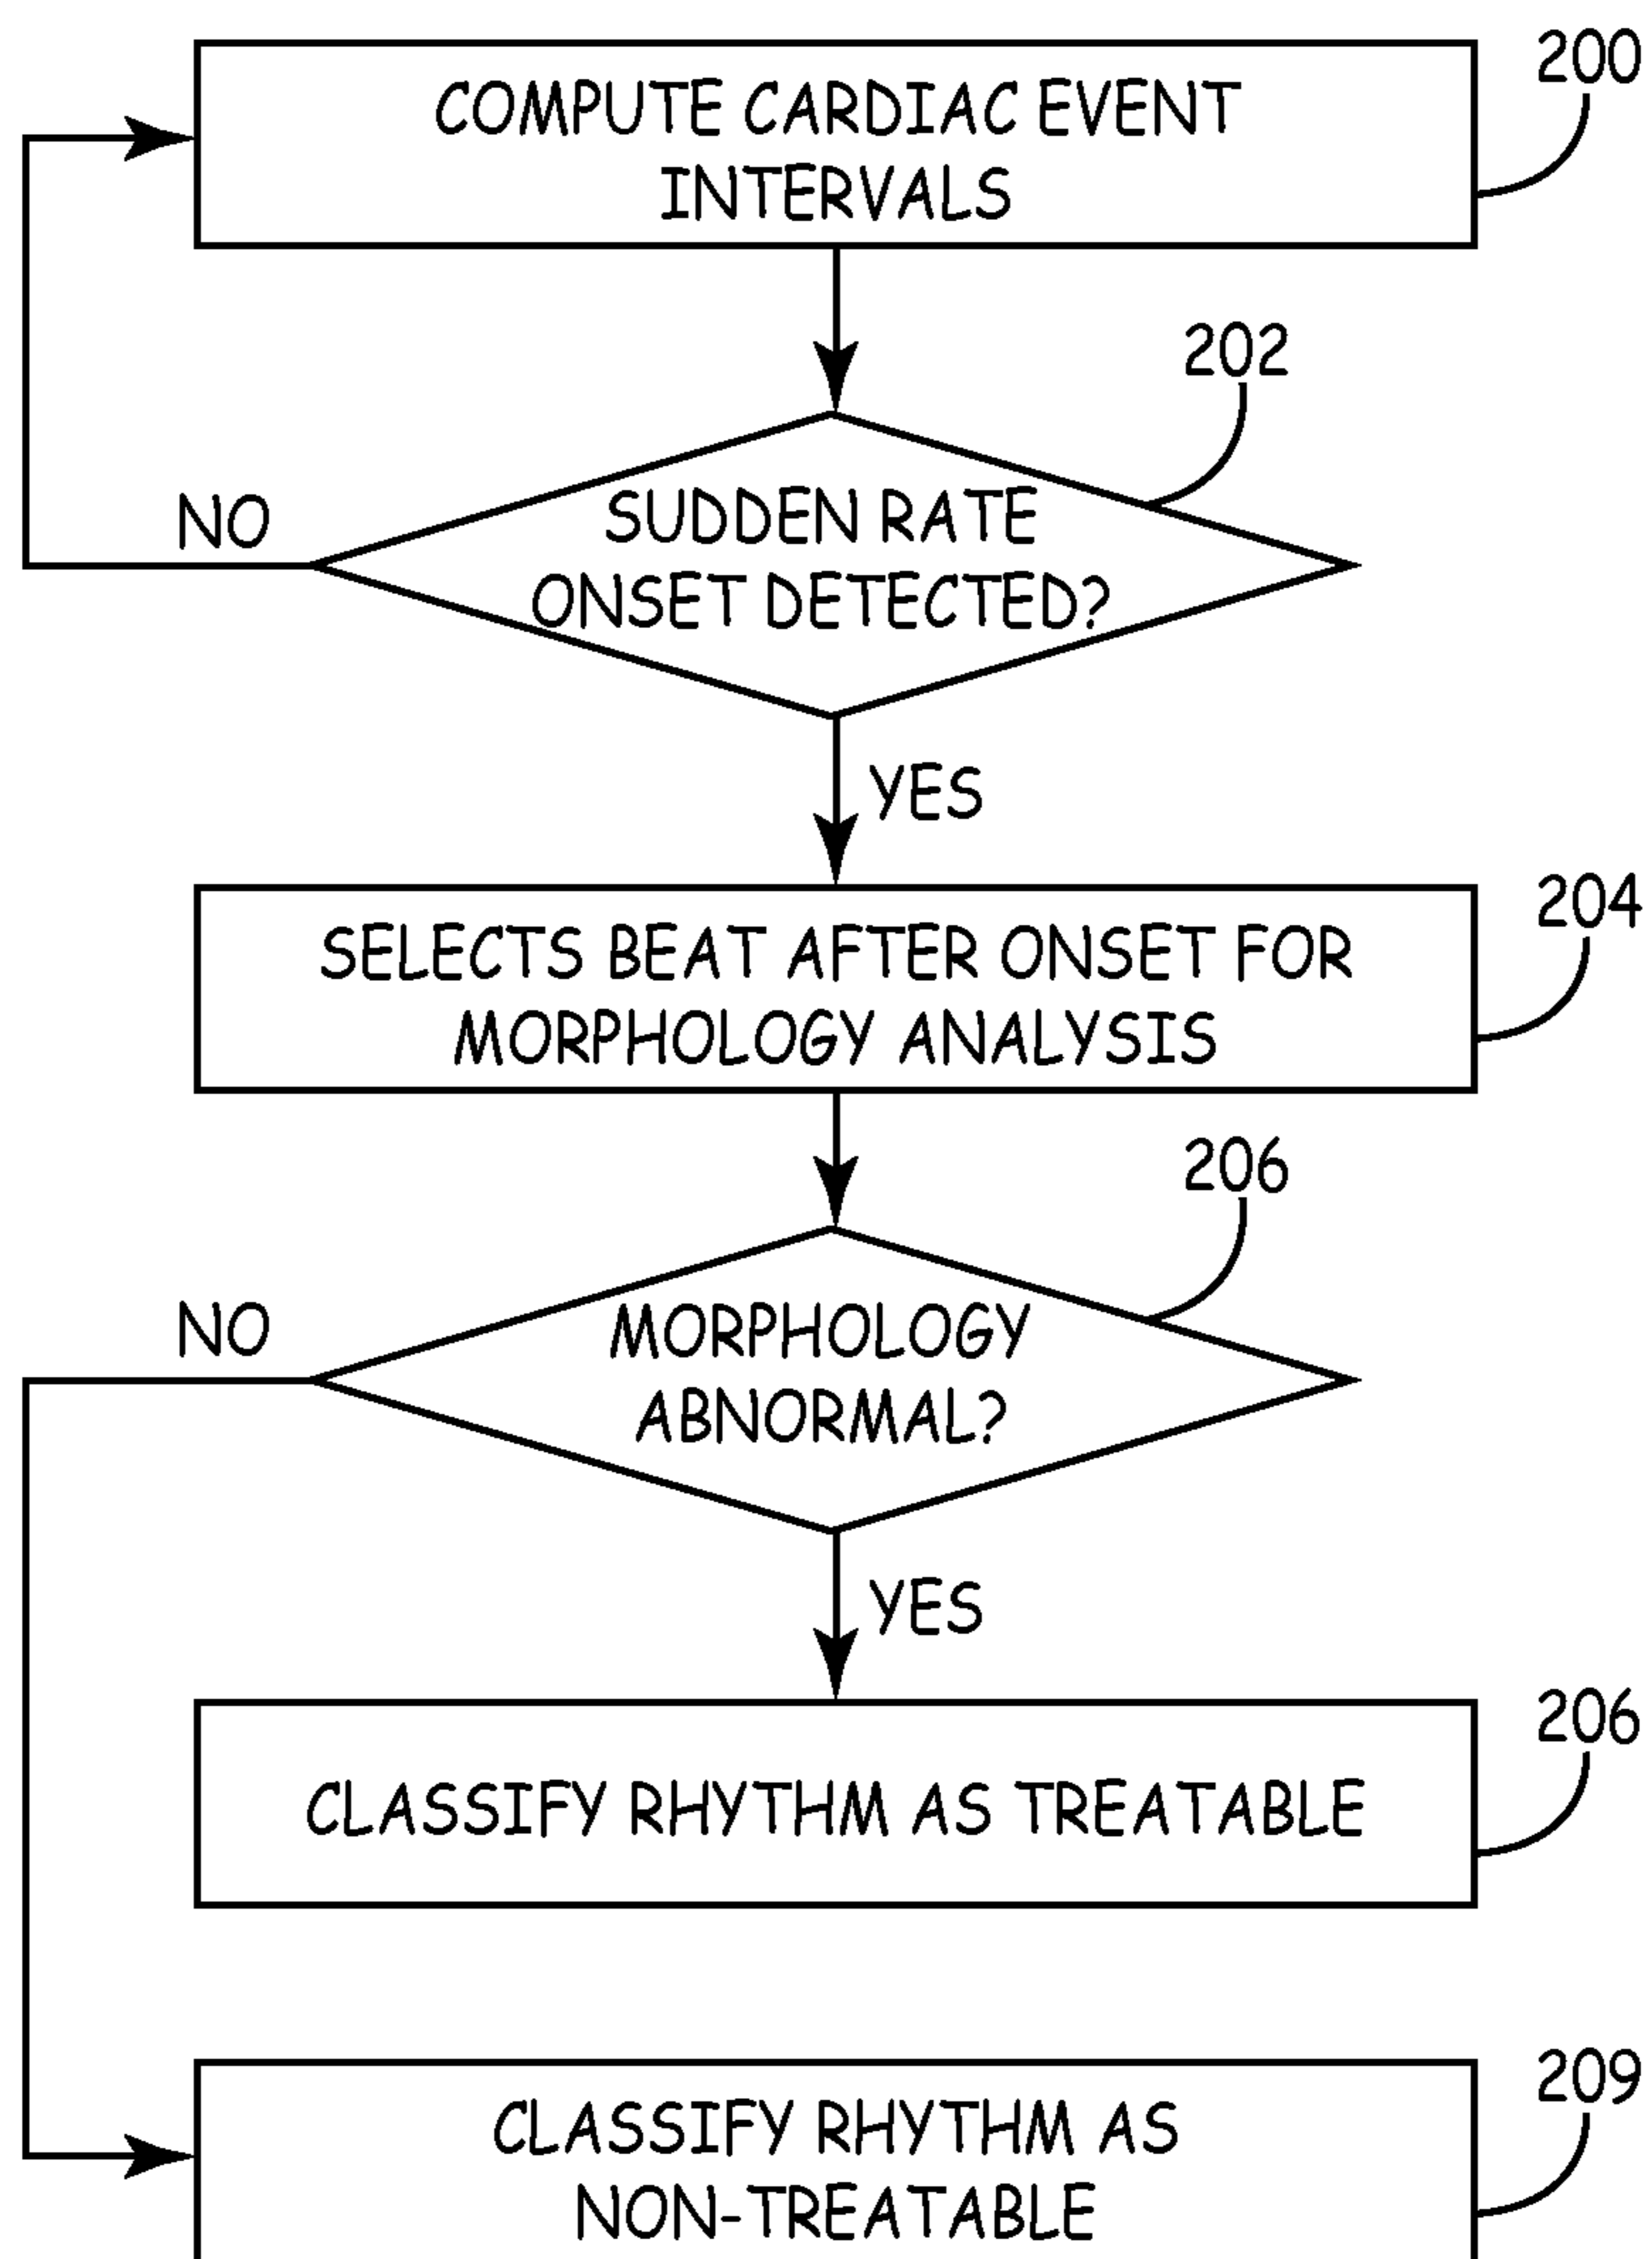 200
COMPUTE CARDIAC EVENT
INTERVALS
202
NO
SUDDEN RATE
ONSET DETECTED?
YES
204
SELECTS BEAT AFTER ONSET FOR
MORPHOLOGY ANALYSIS
206
NO
MORPHOLOGY
ABNORMAL?
YES
206
CLASSIFY RHYTHM AS TREATABLE
209
CLASSIFY RHYTHM AS
NON-TREATABLE